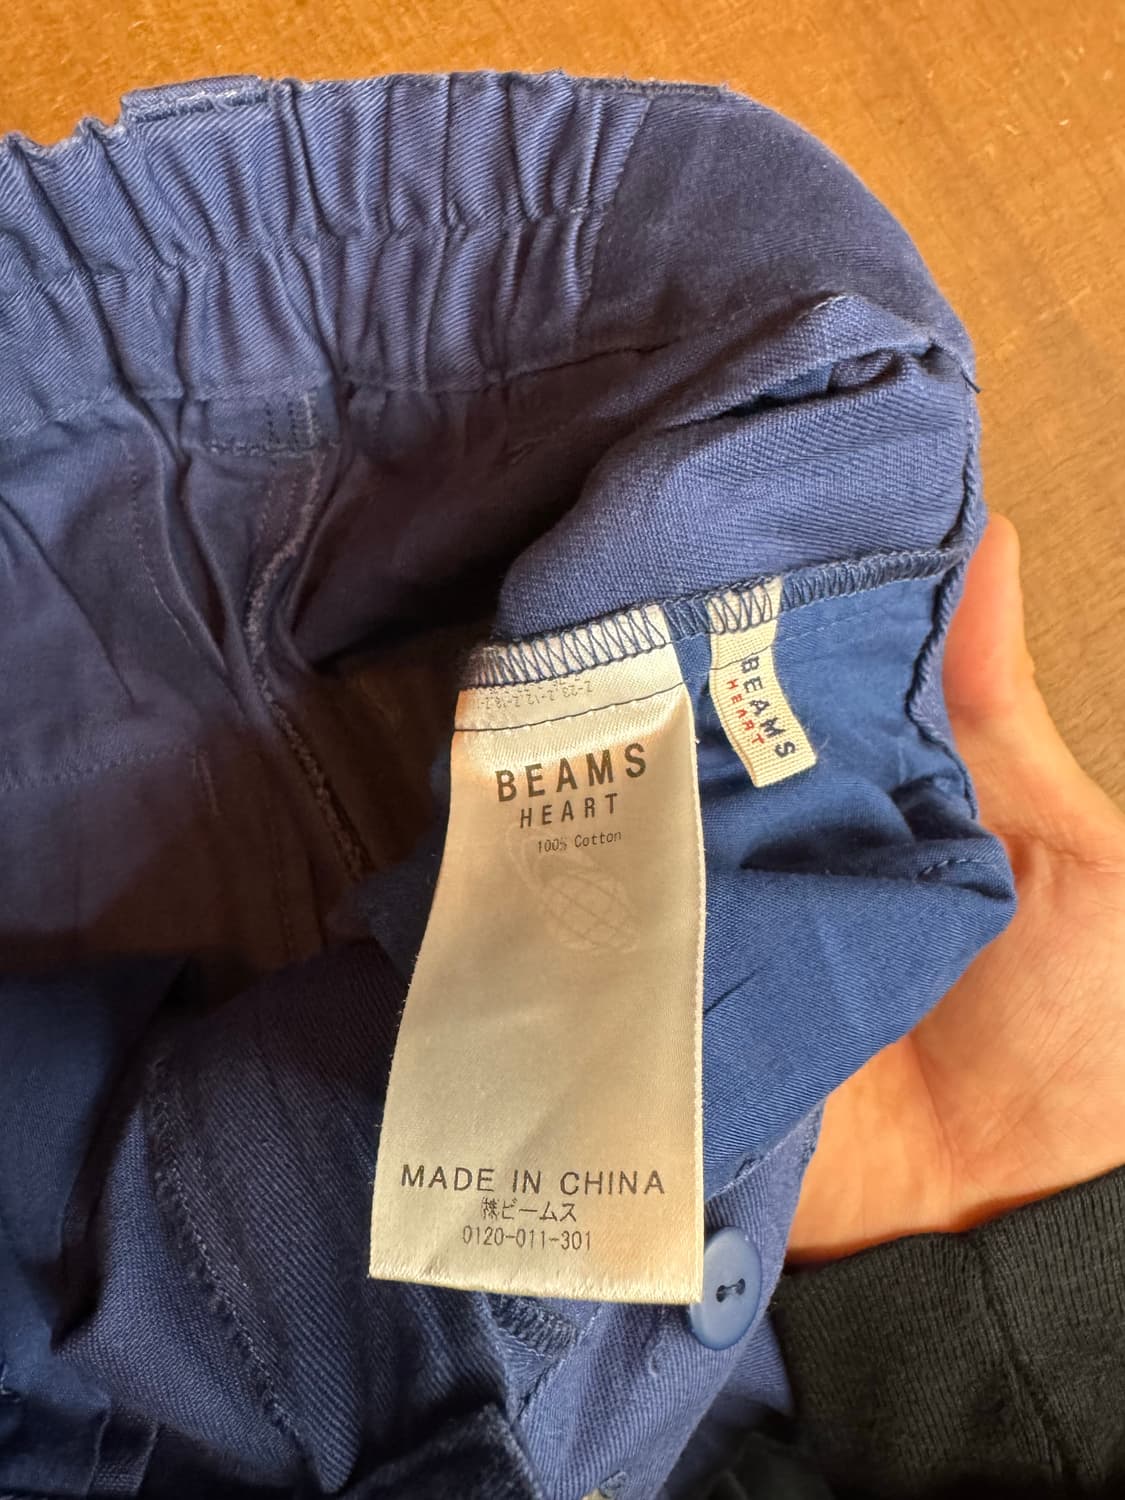 BEAMS
HEART
100% Cotton
MADE IN CHINA
㈱ビームス
0120-011-301
BEAMS
HEART